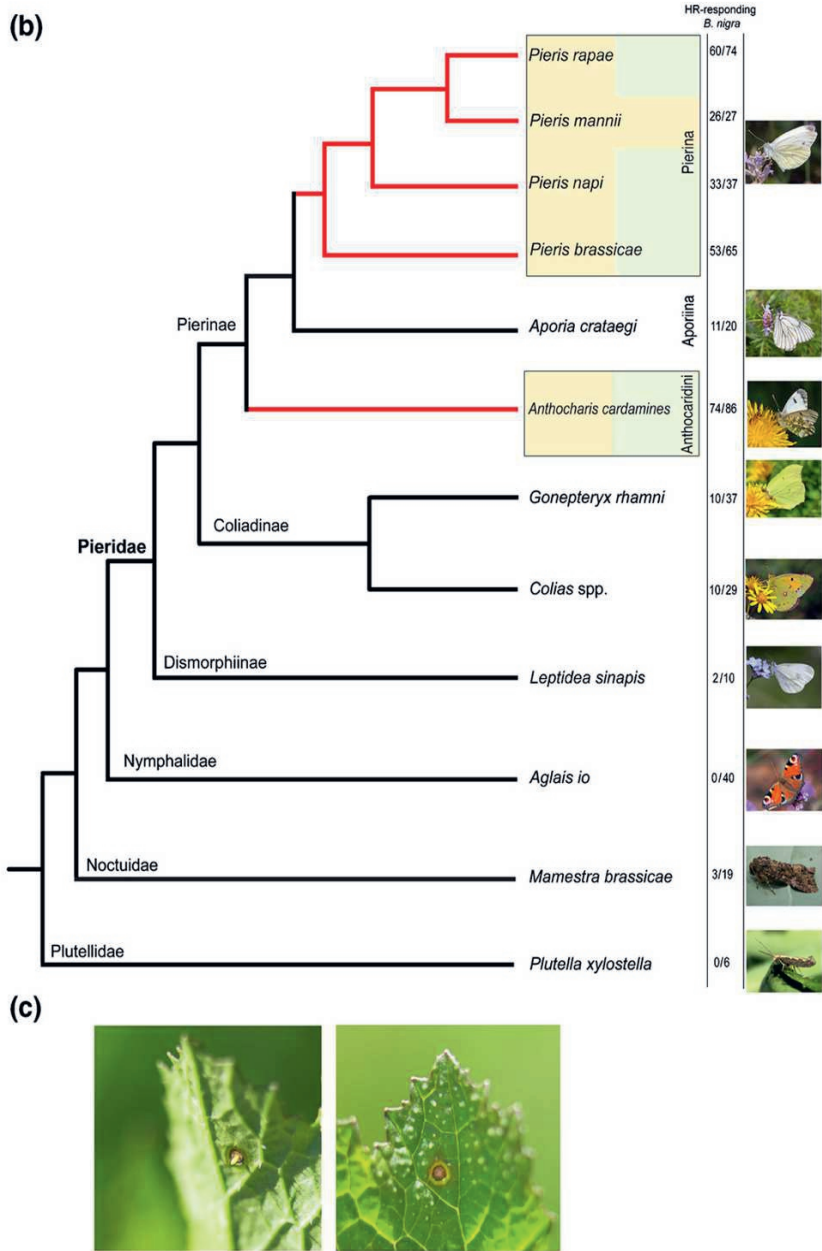 (b)
HR-responding
B. nigra
Pieris rapae
60/74
Pieris mannii
26/27
Pierina
Pieris napi
33/37
Pieris brassicae
53/65
Pierinae
Aporia crataegi
Aporiina
11/20
Anthocharis cardamines
Anthocaridini
74/86
Gonepteryx rhamni
10/37
Coliadinae
Pieridae
Colias spp.
10/29
Dismorphiinae
Leptidea sinapis
2/10
Nymphalidae
Aglais io
0/40
Noctuidae
Mamestra brassicae
3/19
Plutellidae
Plutella xylostella
0/6
(c)